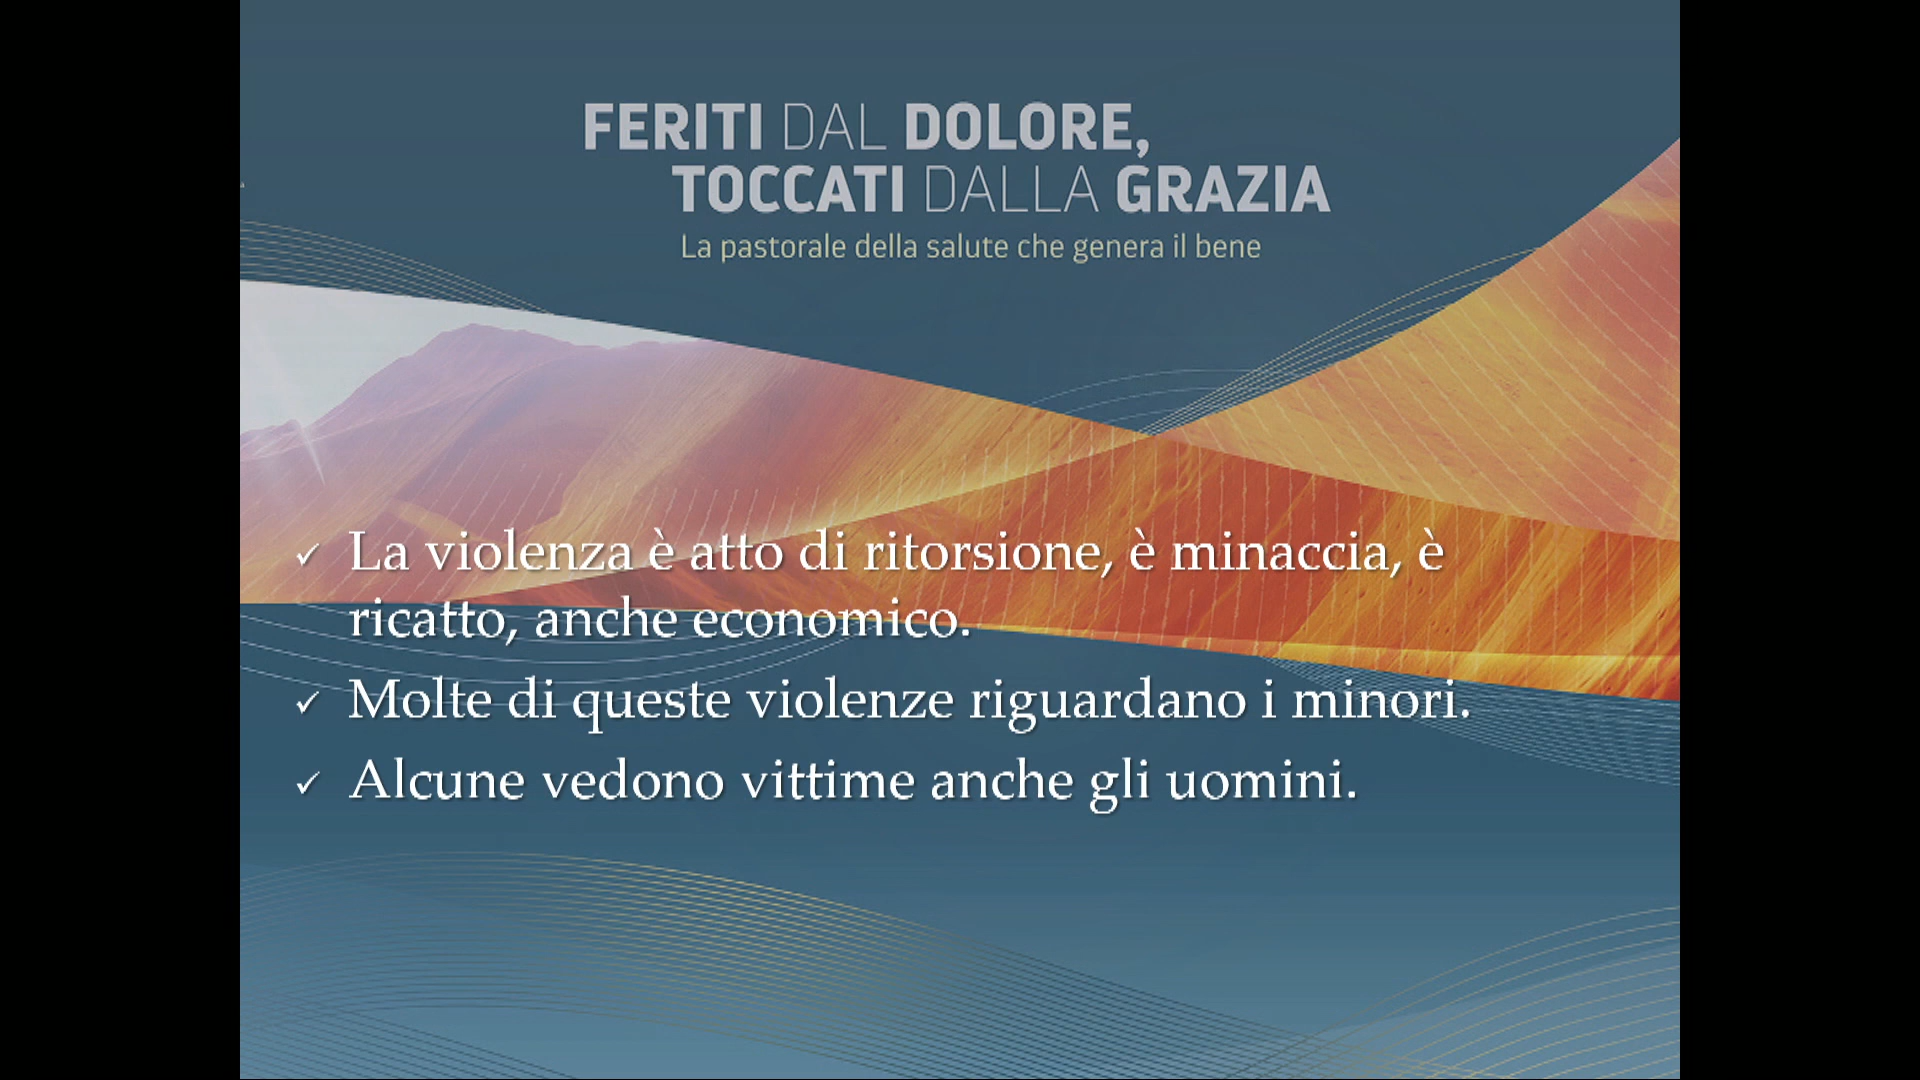 FERITI DAL DOLORE,
TOCCATI DALLA GRAZIA
La pastorale della salute che genera il bene
✓ La violenza è atto di ritorsione, è minaccia, è
ricatto, anche economico.
✓ Molte di queste violenze riguardano i minori.
✓ Alcune vedono vittime anche gli uomini.